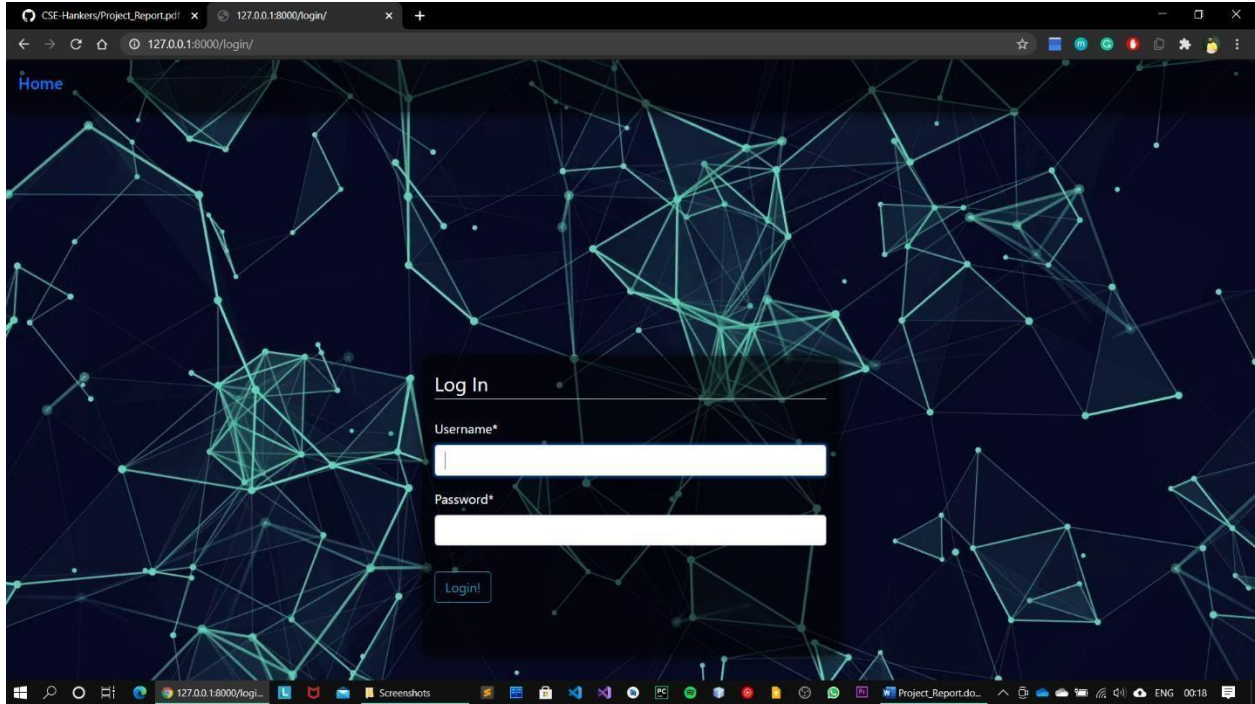 CSE-Hankers/Project_Report.pdf
127.0.0.1:8000/login/
127.0.0.1:8000/login/
Home
Log In
Username*
Password*
Login!
127.0.0.1:8000/logi...
Screenshots
Project_Report.do...
ENG
00:18